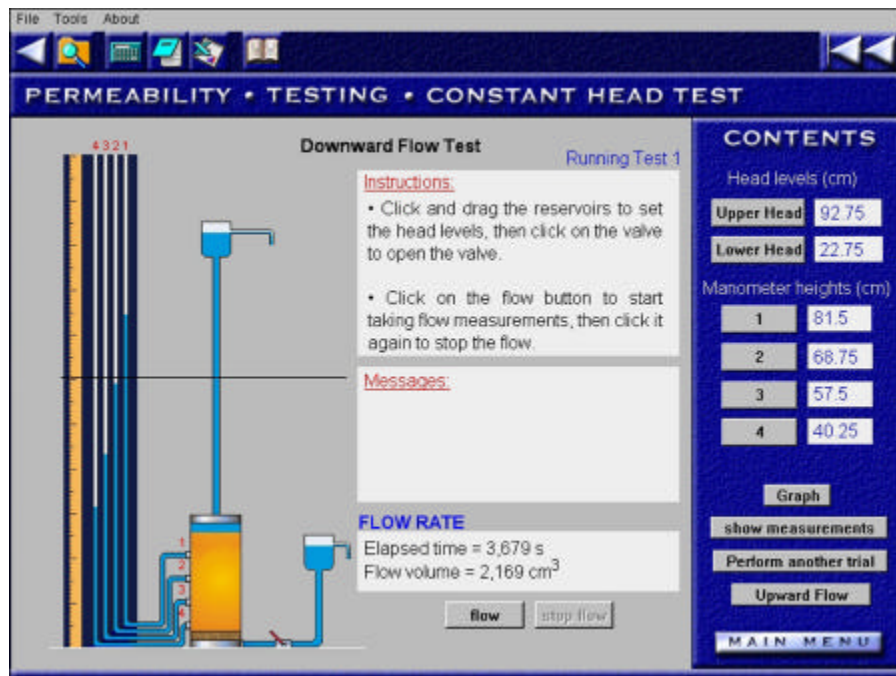 File Tools About
PERMEABILITY • TESTING • CONSTANT HEAD TEST
4 3 2 1
Downward Flow Test
Running Test 1
Instructions:
• Click and drag the reservoirs to set
the head levels, then click on the valve
to open the valve.
• Click on the flow button to start
taking flow measurements, then click it
again to stop the flow.
Messages:
1
2
3
4
FLOW RATE
Elapsed time = 3,679 s
Flow volume = 2,169 cm³
flow stop flow
CONTENTS
Head levels (cm)
Upper Head 92.75
Lower Head 22.75
Manometer heights (cm)
1 81.5
2 68.75
3 57.5
4 40.25
Graph
show measurements
Perform another trial
Upward Flow
MAIN MENU